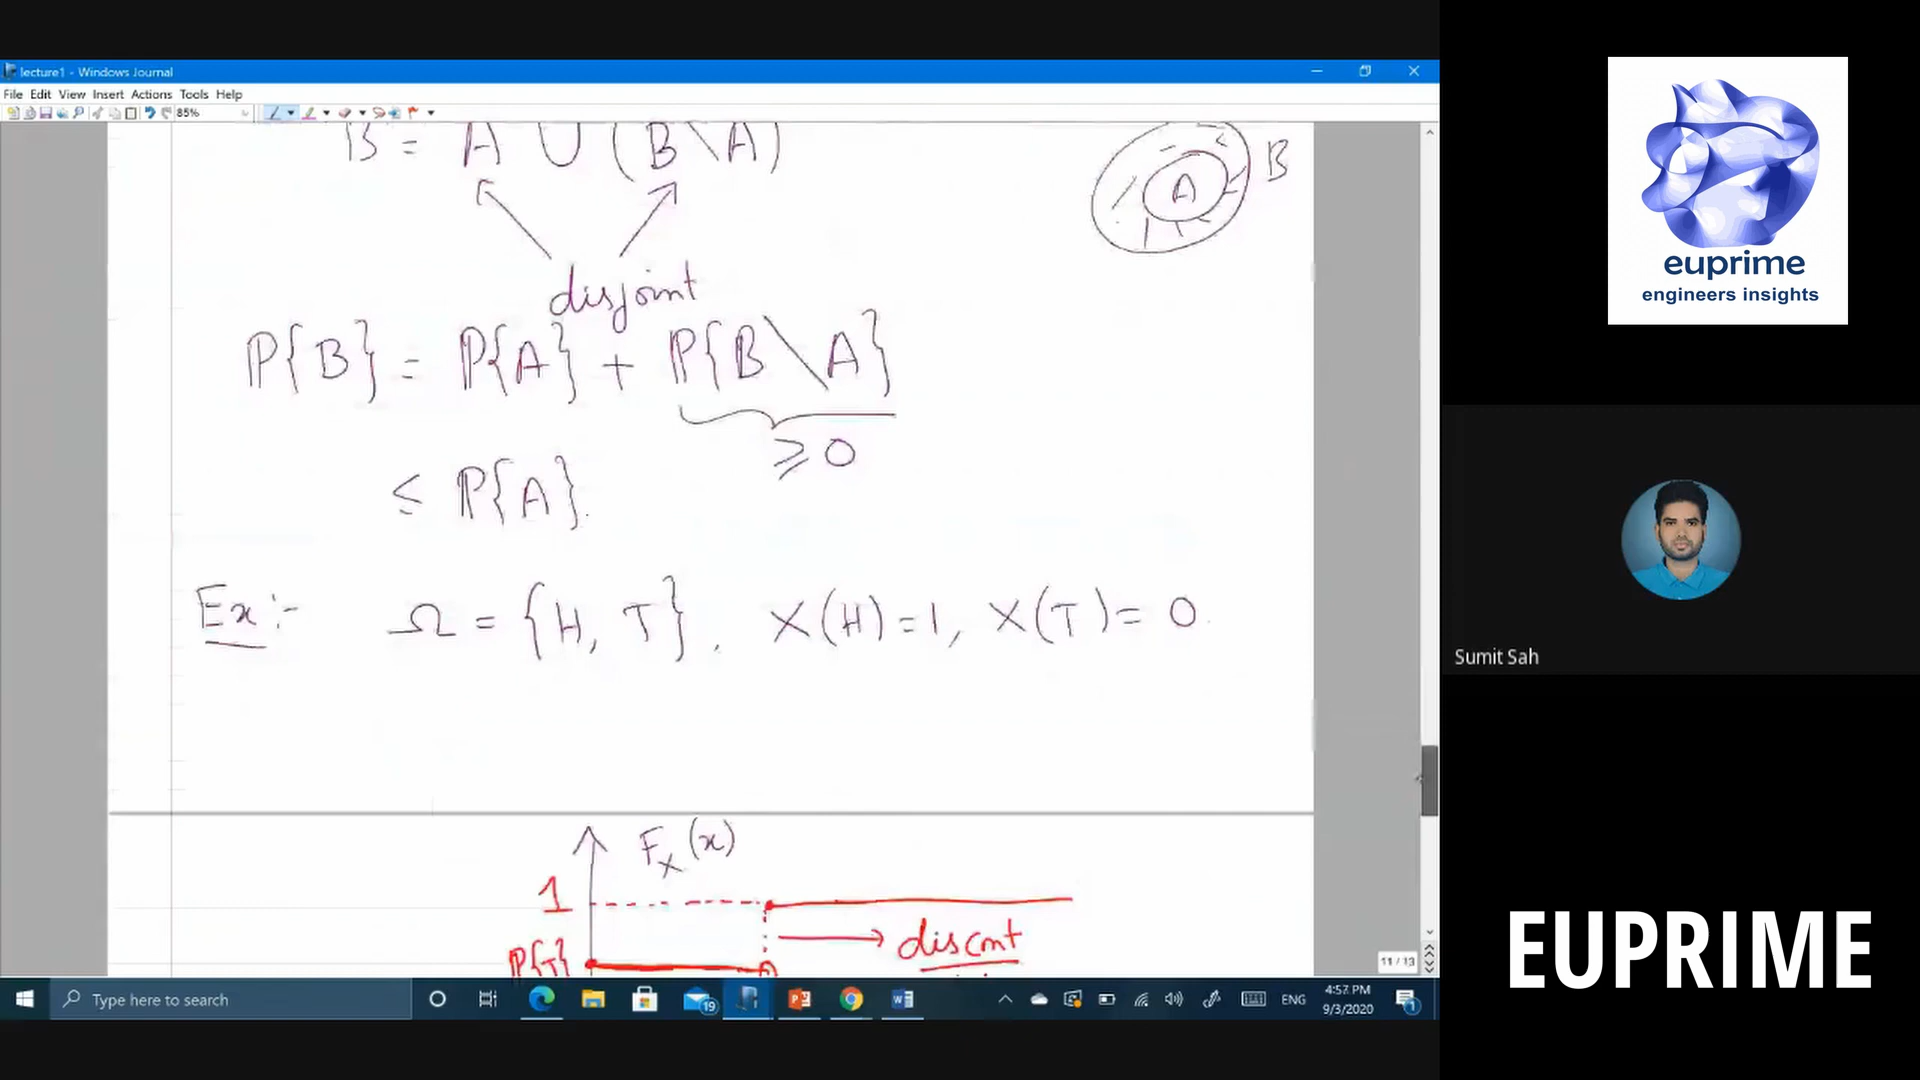 lecture1 - Windows Journal
File Edit View Insert Actions Tools Help
85%
B = A ∪ (B \ A)
A
B
disjoint
ℙ{B} = ℙ{A} + ℙ{B \ A}
≥ 0
≤ ℙ{A}.
Ex:- Ω = {H, T}, X(H) = 1, X(T) = 0.
F_X(x)
1
discnt
ℙ{T}
11 / 13
Type here to search
19
ENG
4:57 PM
9/3/2020
1
euprime
engineers insights
Sumit Sah
EUPRIME